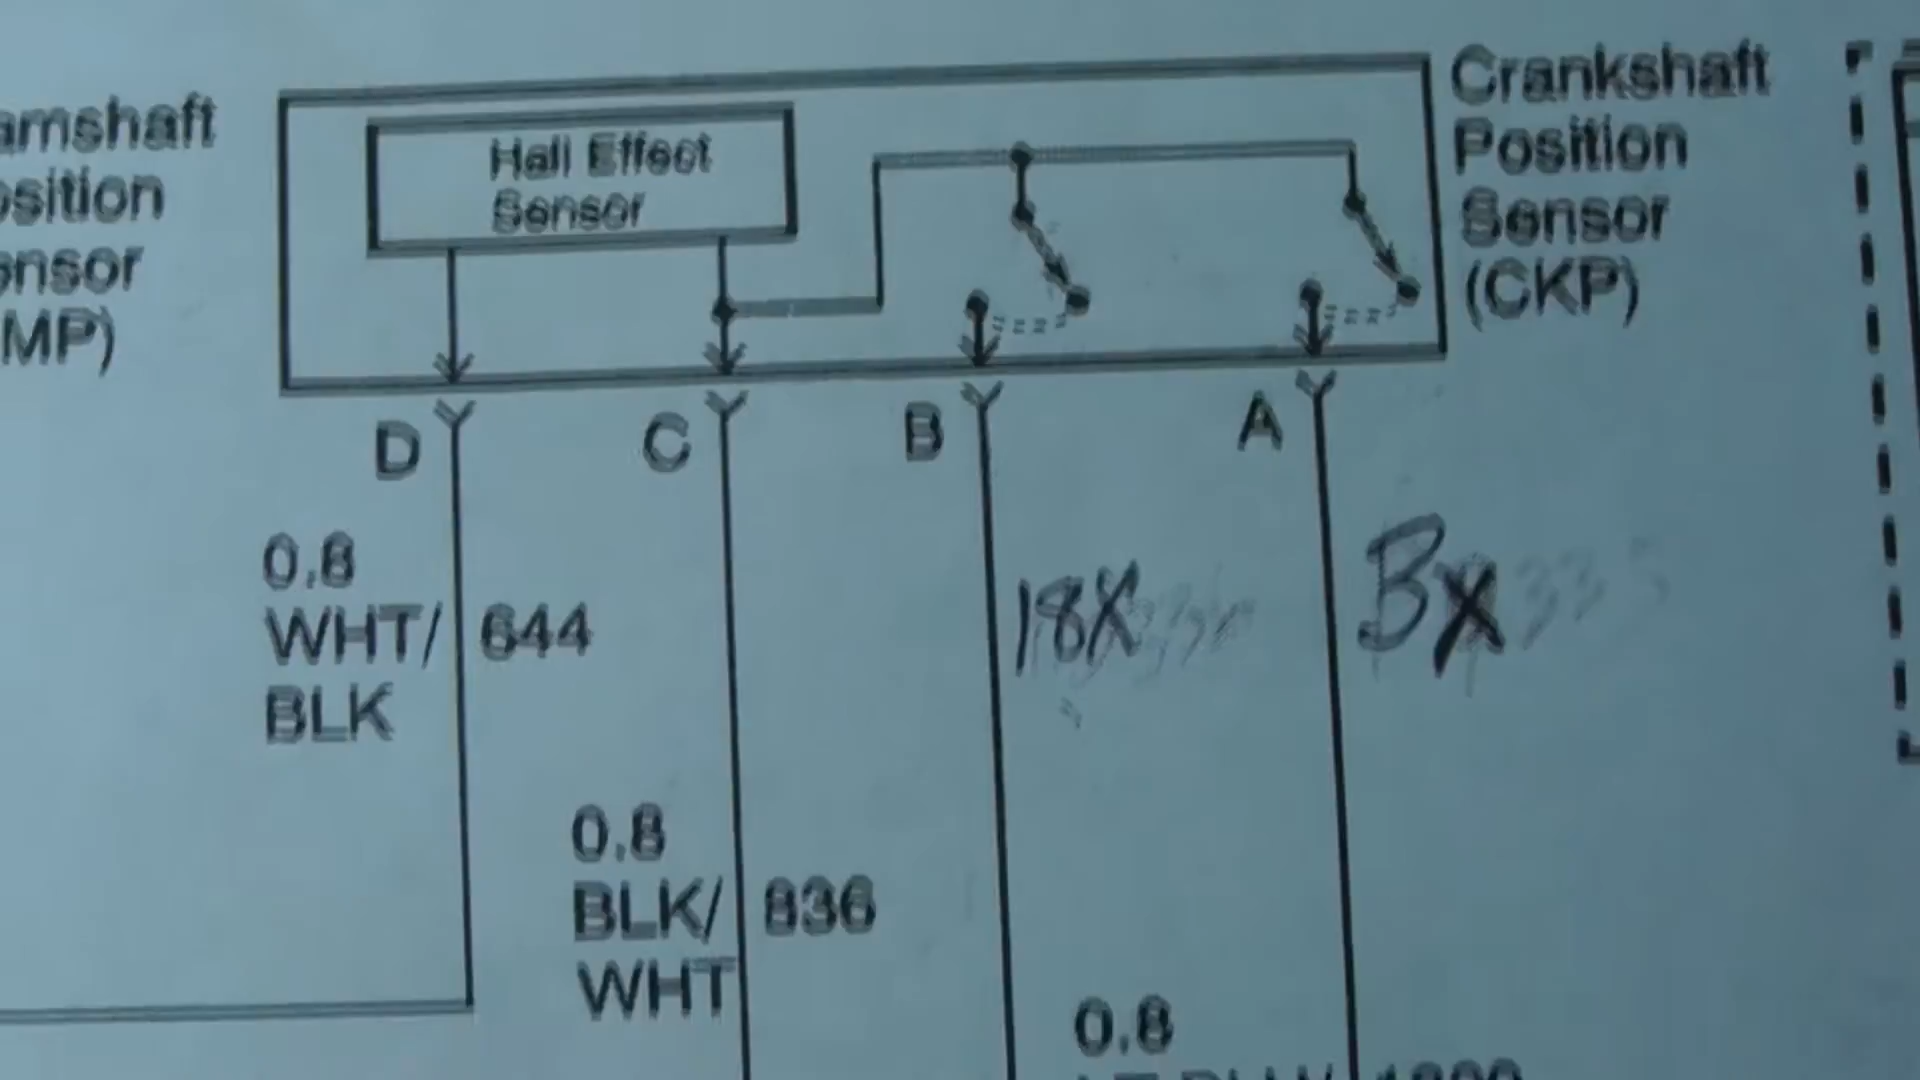 amshaft
osition
ensor
MP)
Hall Effect
Sensor
Crankshaft
Position
Sensor
(CKP)
D
C
B
A
0.8
WHT/
BLK
644
18X
BX
0.8
BLK/
WHT
836
0.8